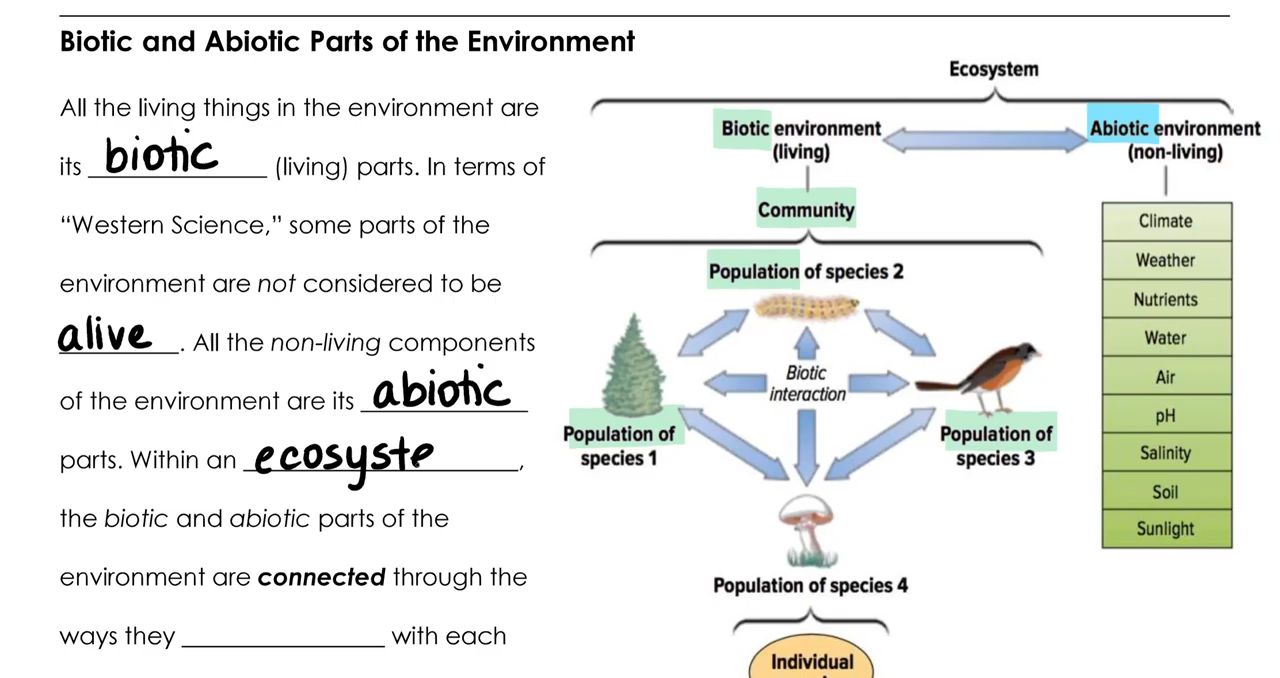 Biotic and Abiotic Parts of the Environment
All the living things in the environment are
its biotic (living) parts. In terms of
“Western Science,” some parts of the
environment are not considered to be
alive. All the non-living components
of the environment are its abiotic
parts. Within an ecosyste,
the biotic and abiotic parts of the
environment are connected through the
ways they ______________ with each
Ecosystem
Biotic environment
(living)
Abiotic environment
(non-living)
Community
Population of species 2
Biotic
interaction
Population of
species 1
Population of
species 3
Population of species 4
Individual
Climate
Weather
Nutrients
Water
Air
pH
Salinity
Soil
Sunlight